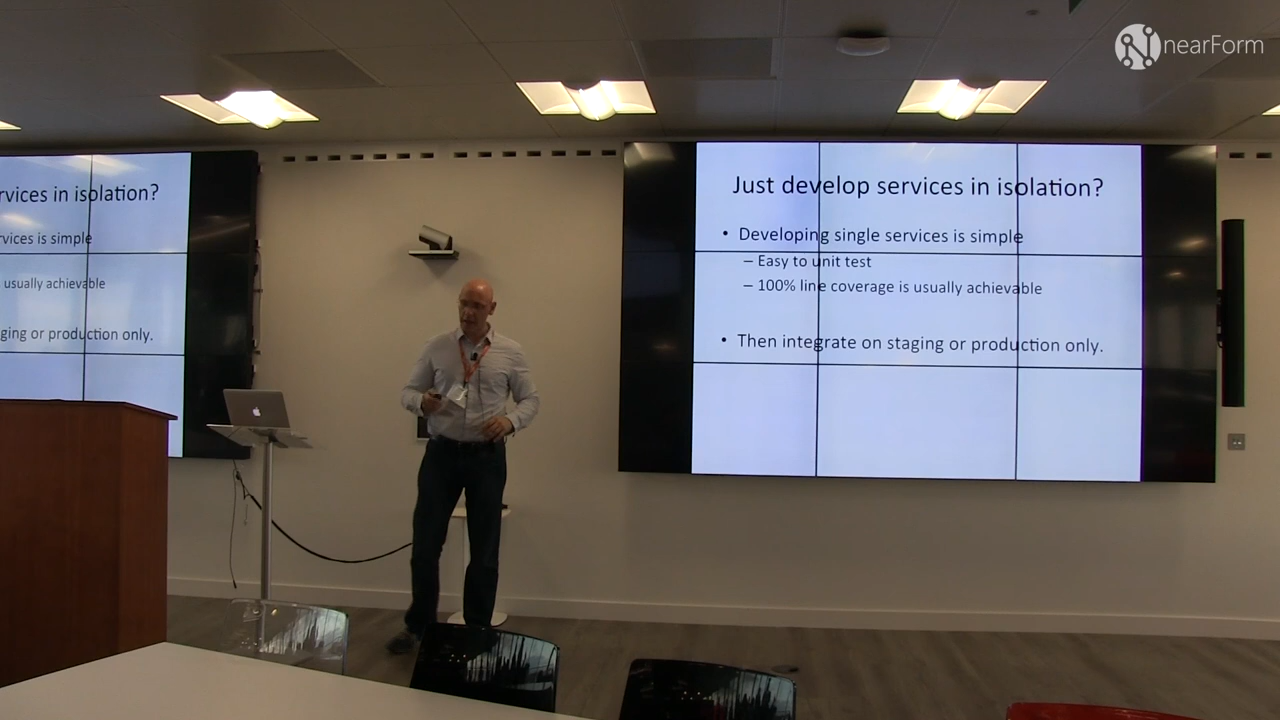 nearForm
rvices in isolation?
rvices is simple
usually achievable
ging or production only.
Just develop services in isolation?
• Developing single services is simple
– Easy to unit test
– 100% line coverage is usually achievable
• Then integrate on staging or production only.